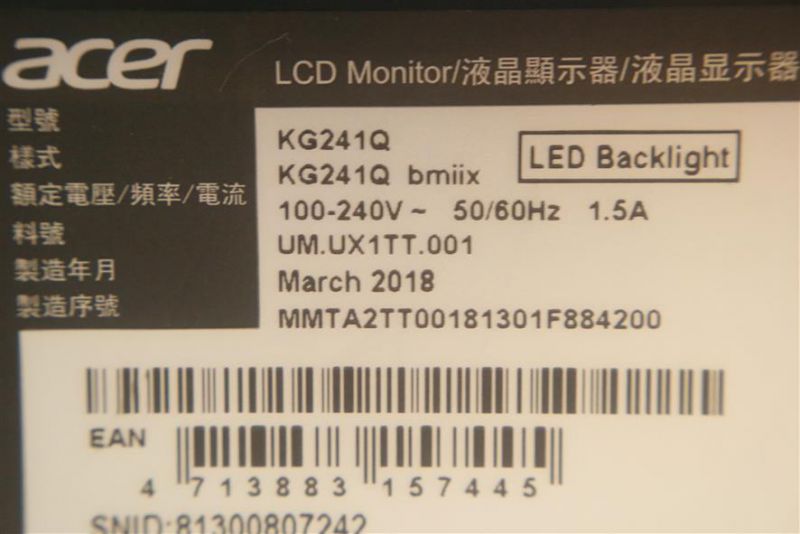 acer
LCD Monitor/液晶顯示器/液晶显示器
型號 KG241Q
樣式 KG241Q bmiix
LED Backlight
額定電壓/頻率/電流 100-240V ~ 50/60Hz 1.5A
料號 UM.UX1TT.001
製造年月 March 2018
製造序號 MMTA2TT00181301F884200
EAN
4 713883 157445
SNID:81300807242